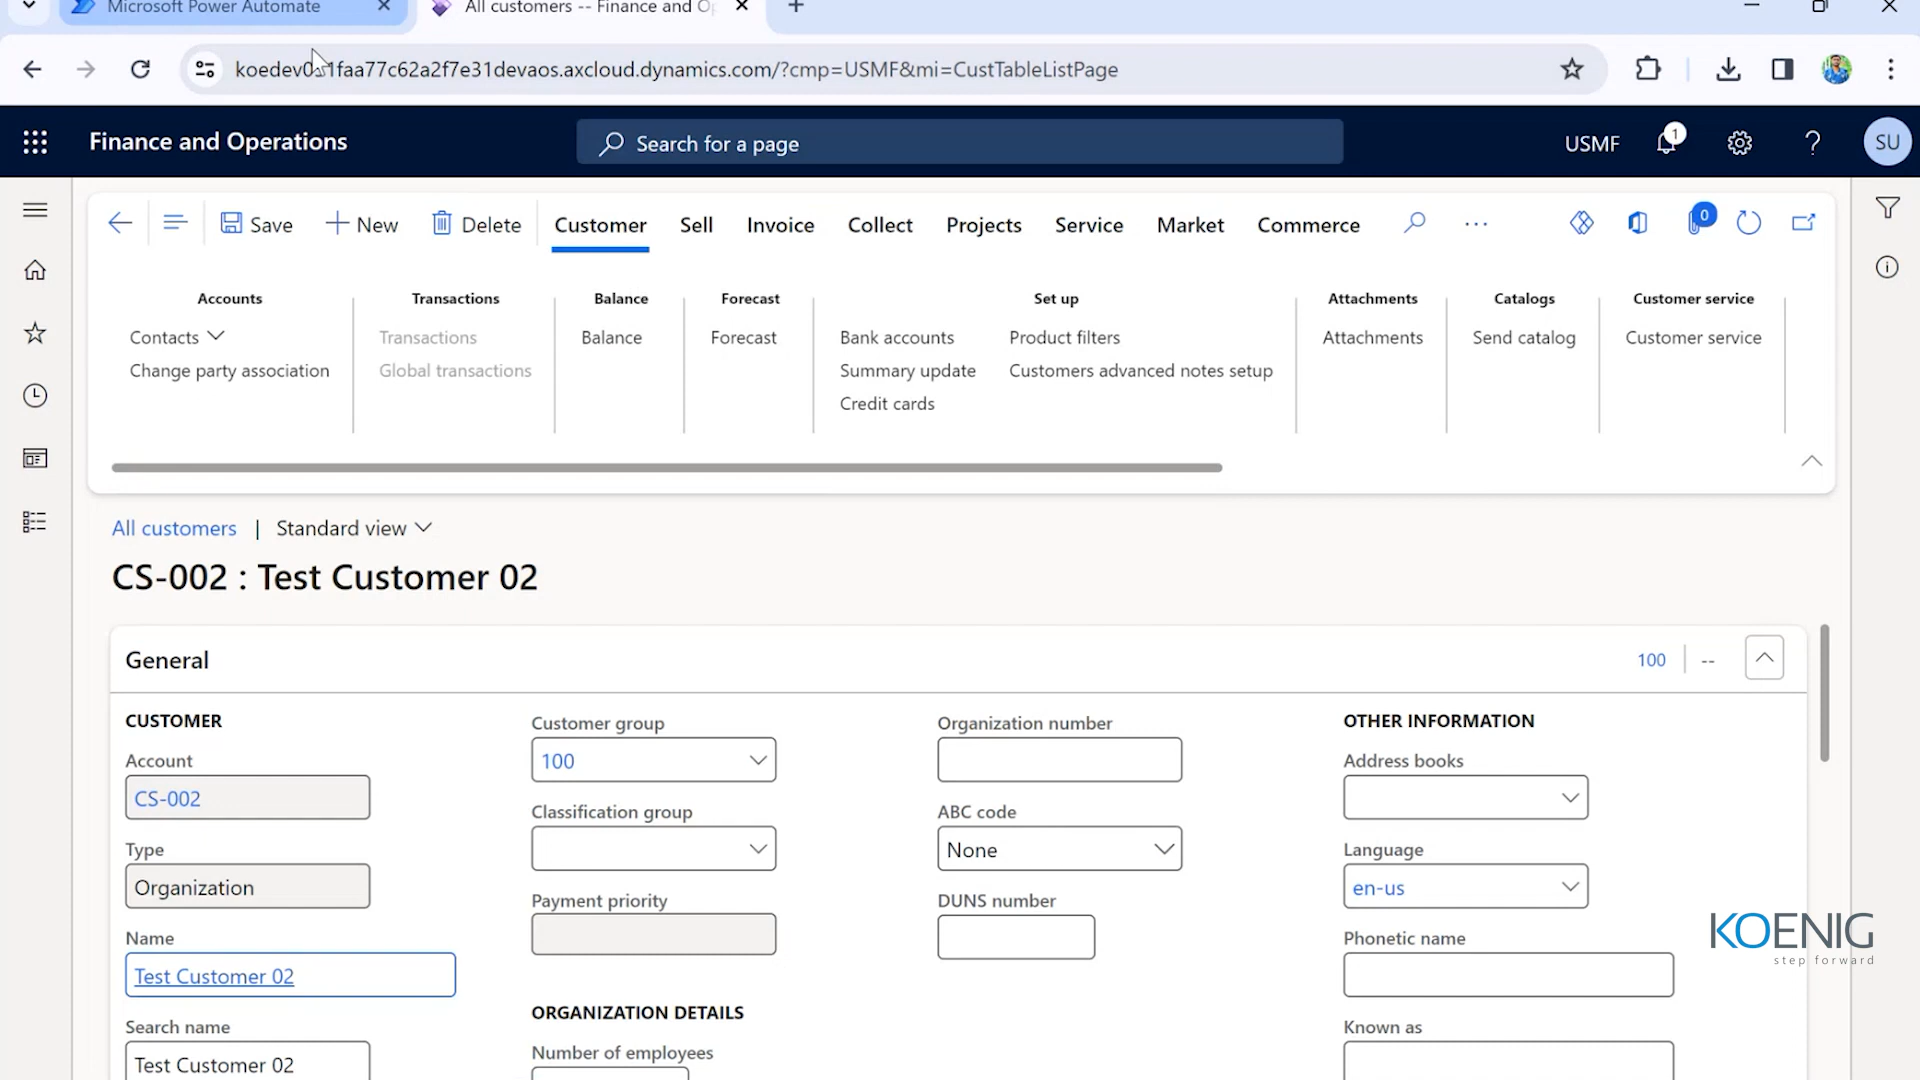 Microsoft Power Automate
All customers -- Finance and Op
koedev0a1faa77c62a2f7e31devaos.axcloud.dynamics.com/?cmp=USMF&mi=CustTableListPage
Finance and Operations
Search for a page
USMF
1
SU
Save
New
Delete
Customer
Sell
Invoice
Collect
Projects
Service
Market
Commerce
0
Accounts
Contacts
Change party association
Transactions
Transactions
Global transactions
Balance
Balance
Forecast
Forecast
Set up
Bank accounts
Summary update
Credit cards
Product filters
Customers advanced notes setup
Attachments
Attachments
Catalogs
Send catalog
Customer service
Customer service
All customers | Standard view
CS-002 : Test Customer 02
General
100
--
CUSTOMER
Account
CS-002
Type
Organization
Name
Test Customer 02
Search name
Test Customer 02
Customer group
100
Classification group
Payment priority
ORGANIZATION DETAILS
Number of employees
Organization number
ABC code
None
DUNS number
OTHER INFORMATION
Address books
Language
en-us
Phonetic name
Known as
KOENIG
step forward